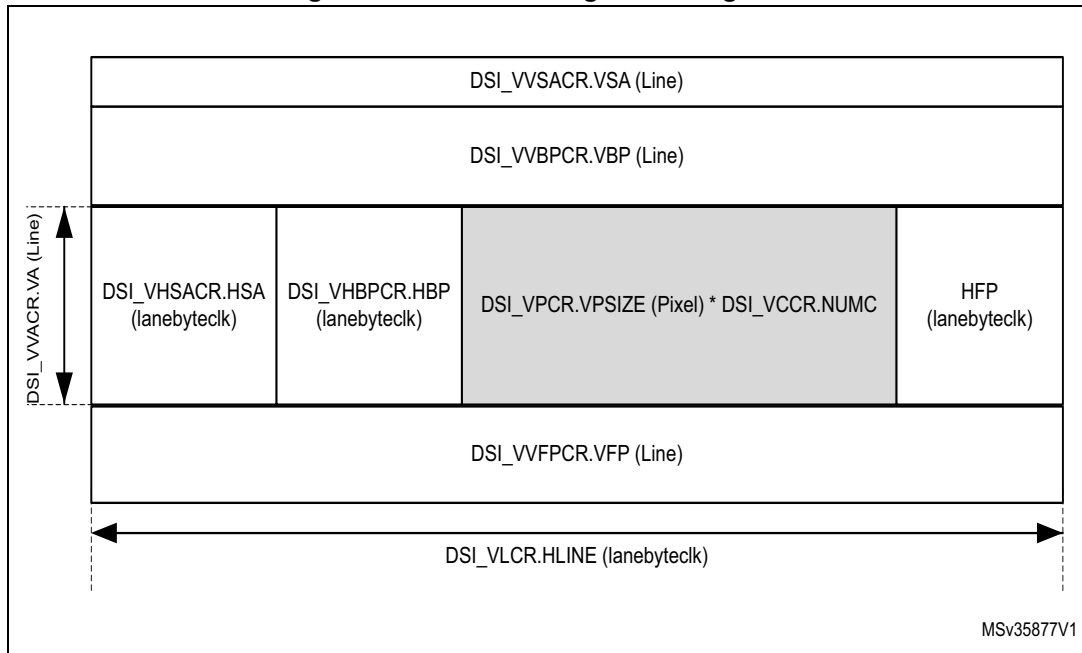 DSI_VVSACR.VSA (Line)
DSI_VVBPCR.VBP (Line)
DSI_VVACR.VA (Line)
DSI_VHSACR.HSA
(lanebyteclk)
DSI_VHBPCR.HBP
(lanebyteclk)
DSI_VPCR.VPSIZE (Pixel) * DSI_VCCR.NUMC
HFP
(lanebyteclk)
DSI_VVFPCR.VFP (Line)
DSI_VLCR.HLINE (lanebyteclk)
MSv35877V1